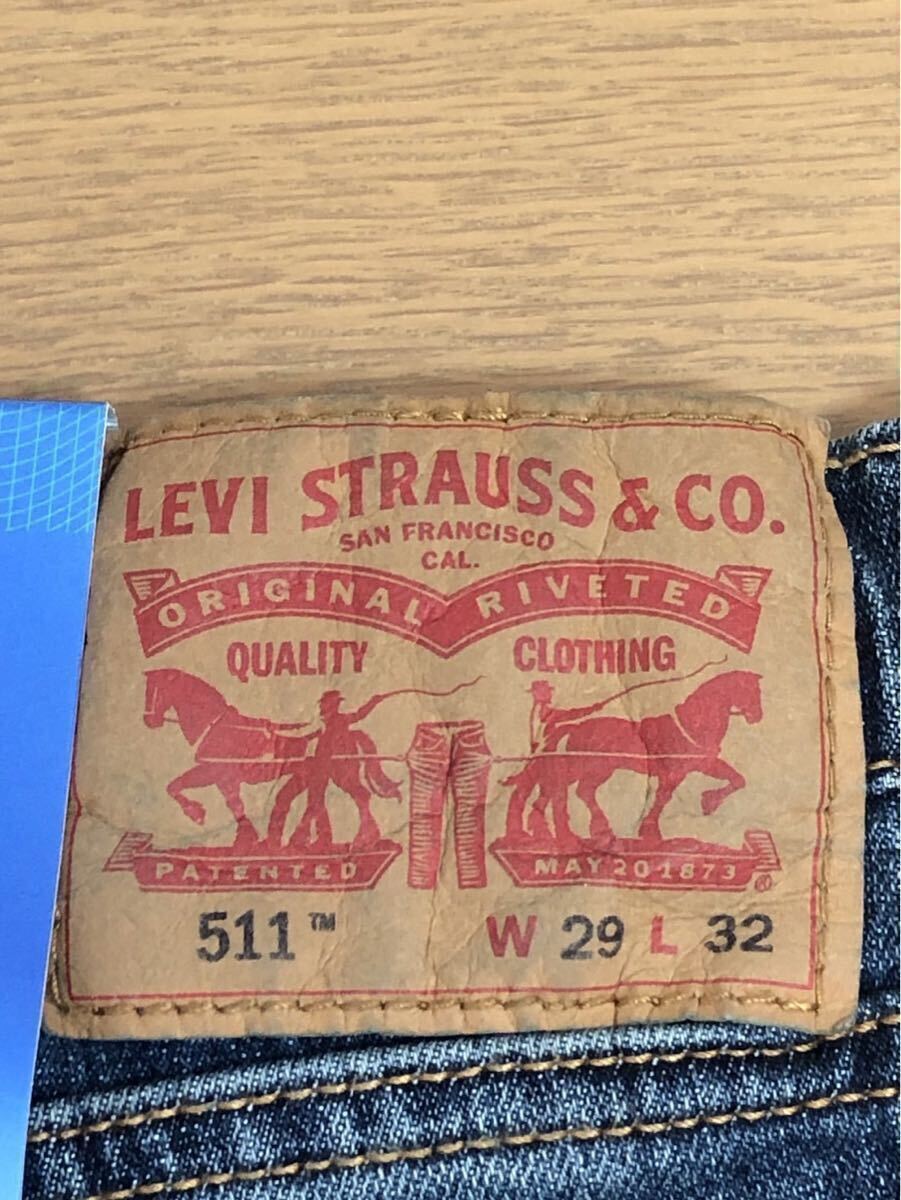 LEVI STRAUSS & CO.
SAN FRANCISCO
CAL.
ORIGINAL RIVETED
QUALITY CLOTHING
PATENTED MAY 20 1873 ®
511™ W 29 L 32